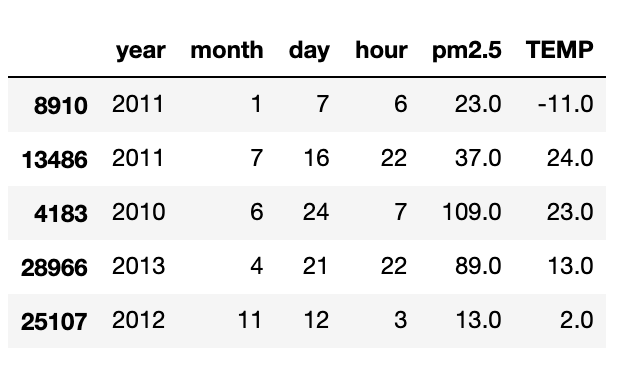 year month day hour pm2.5 TEMP
8910 2011 1 7 6 23.0 -11.0
13486 2011 7 16 22 37.0 24.0
4183 2010 6 24 7 109.0 23.0
28966 2013 4 21 22 89.0 13.0
25107 2012 11 12 3 13.0 2.0